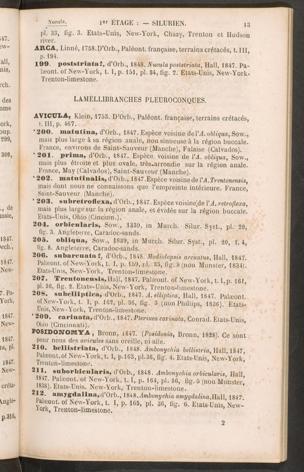 Nucula. 1er ÉTAGE : — SILURIEN. 13
pl. 33, fig. 3. Etats-Unis, New-York, Chazy, Trenton et Hudson
river.
ARCA, Linné, 1758. D'Orb., Paléont. française, terrains crétacés, t. III,
p. 194.
199. poststriata?, d'Orb., 1848. Nucula poststriata, Hall, 1847. Pa-
leont. of New-York, t. I, p. 151, pl. 34, fig. 2. Etats-Unis, New-York,
Trenton-limestone.
LAMELLIBRANCHES PLEUROCONQUES.
AVICULA, Klein, 1753. D'Orb., Paléont. française, terrains crétacés,
t. III, p. 467.
*200. matutina, d'Orb., 1847. Espèce voisine de l'A. obliqua, Sow.,
mais plus large à sa région anale, non sinueuse à la région buccale.
France, environs de Saint-Sauveur (Manche), Falaise (Calvados).
*201. prima, d'Orb., 1847. Espèce voisine de l'A. obliqua, Sow.,
mais plus étroite et plus ovale, très-arrondie sur la région anale.
France, May (Calvados), Saint-Sauveur (Manche).
*202. matutinalis, d'Orb., 1847. Espèce voisine de l'A. Trentonensis,
mais dont nous ne connaissons que l'empreinte intérieure. France,
Saint-Sauveur (Manche).
*203. subretroflexa, d'Orb., 1847. Espèce voisine de l'A. retroflexa,
mais plus large sur la région anale, et évidée sur la région buccale.
Etats-Unis, Ohio (Cincinn.).
204. orbicularis, Sow., 1839, in Murch. Silur. Syst., pl. 20,
fig. 3. Angleterre, Caradoc-sands.
205. obliqua, Sow., 1839, in Murch. Silur. Syst., pl. 20, f. 4,
fig. 8. Angleterre, Caradoc-sands.
206. subarcuata?, d'Orb., 1848. Modiolopsis arcuatus, Hall, 1847.
Paleont. of New-York, t. I, p. 159, pl. 35, fig. 9 (non Munster, 1834).
Etats-Unis, New-York, Trenton-limestone.
207. Trentonensis, Hall, 1847. Paleont. of New-York, t. I, p. 161,
pl. 36, fig. 2. Etats-Unis, New-York, Trenton-limestone.
208. subelliptica, d'Orb., 1847. A. elliptica, Hall, 1847. Paleont.
of New-York, t. I, p. 162, pl. 36, fig. 3 (non Phillips, 1836). Etats-
Unis, New-York, Trenton-limestone.
*209. carinata, d'Orb., 1847. Pterinea carinata, Conrad. Etats-Unis,
Ohio (Cincinnati).
POSIDONOMYA, Bronn, 1847. (Posidonia, Bronn, 1828). Ce sont
pour nous des avicules sans oreille, ni aile.
210. bellistriata, d'Orb., 1848. Ambonychia bellistria, Hall, 1847.
Paleont. of New-York, t. I, p. 163, pl. 36, fig. 4. Etats-Unis, New-York,
Trenton-limestone.
211. suborbicularis, d'Orb., 1848. Ambonychia orbicularis, Hall,
1847. Paleont. of New-York, t. I, p. 164, pl. 36, fig. 5 (non Munster,
1838). Etats-Unis, New-York, Trenton-limestone.
212. amygdalina, d'Orb., 1848. Ambonychia amygdalina, Hall, 1847.
Paleont. of New-York, t. I, p. 165, pl. 36, fig. 6. Etats-Unis, New-
York, Trenton-limestone.
2